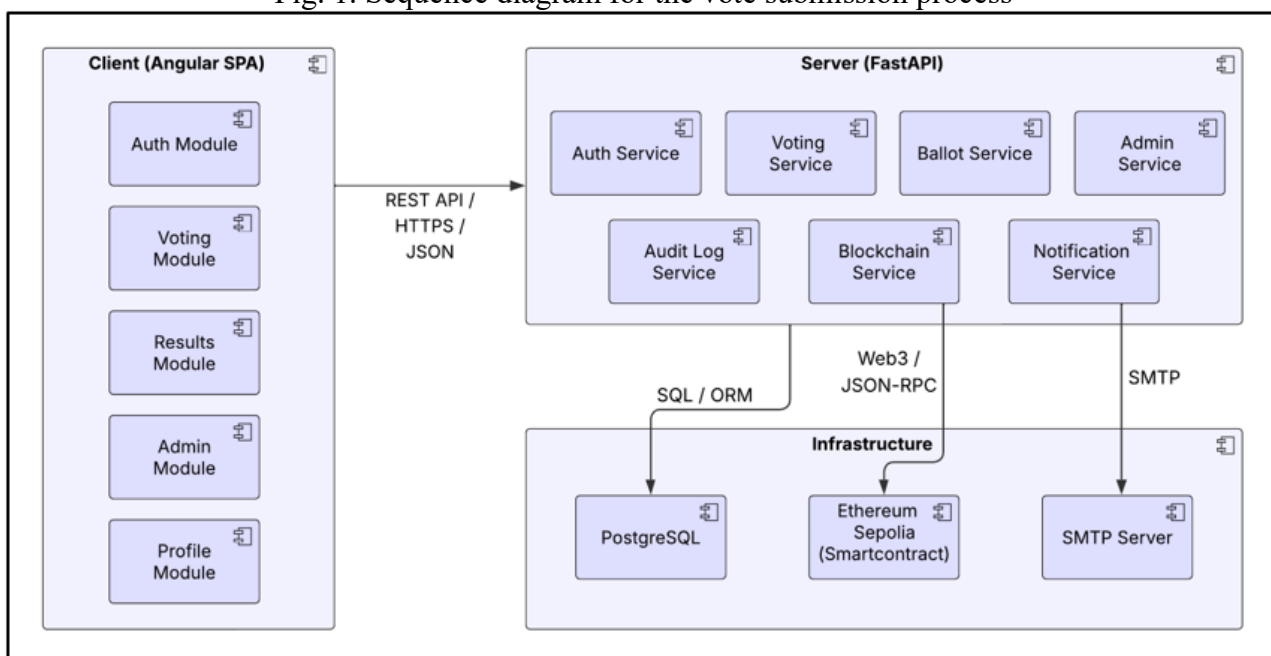 Fig. 1. Sequence diagram for the vote submission process
Client (Angular SPA)
Auth Module
Voting
Module
Results
Module
Admin
Module
Profile
Module
REST API /
HTTPS /
JSON
Server (FastAPI)
Auth Service
Voting
Service
Ballot Service
Admin
Service
Audit Log
Service
Blockchain
Service
Notification
Service
SQL / ORM
Web3 /
JSON-RPC
SMTP
Infrastructure
PostgreSQL
Ethereum
Sepolia
(Smartcontract)
SMTP Server